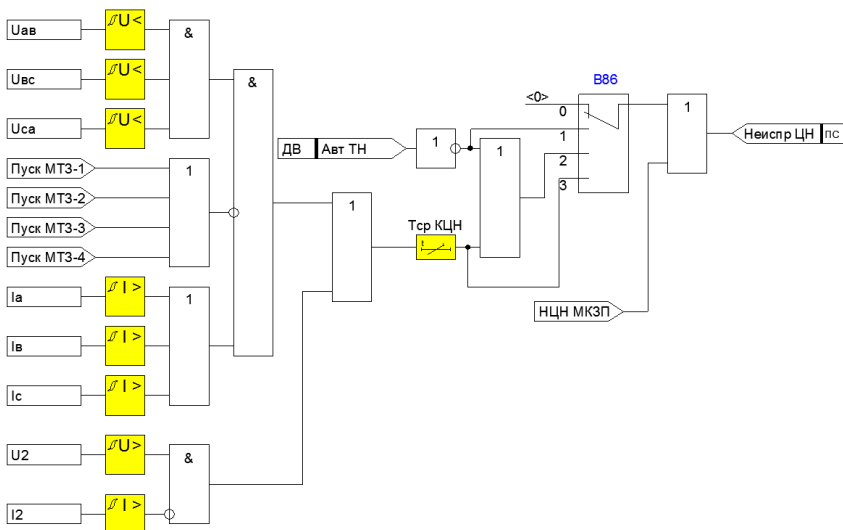 Uав
U<
&
Uвс
U<
Uса
U<
&
B86
<0>
0
1
2
3
1
Неиспр ЦН
ПС
ДВ
Авт ТН
1
1
Пуск МТЗ-1
Пуск МТЗ-2
Пуск МТЗ-3
Пуск МТЗ-4
1
1
Тср КЦН
t
Iа
I >
1
Iв
I >
Iс
I >
НЦН МКЗП
U2
U>
&
I2
I >